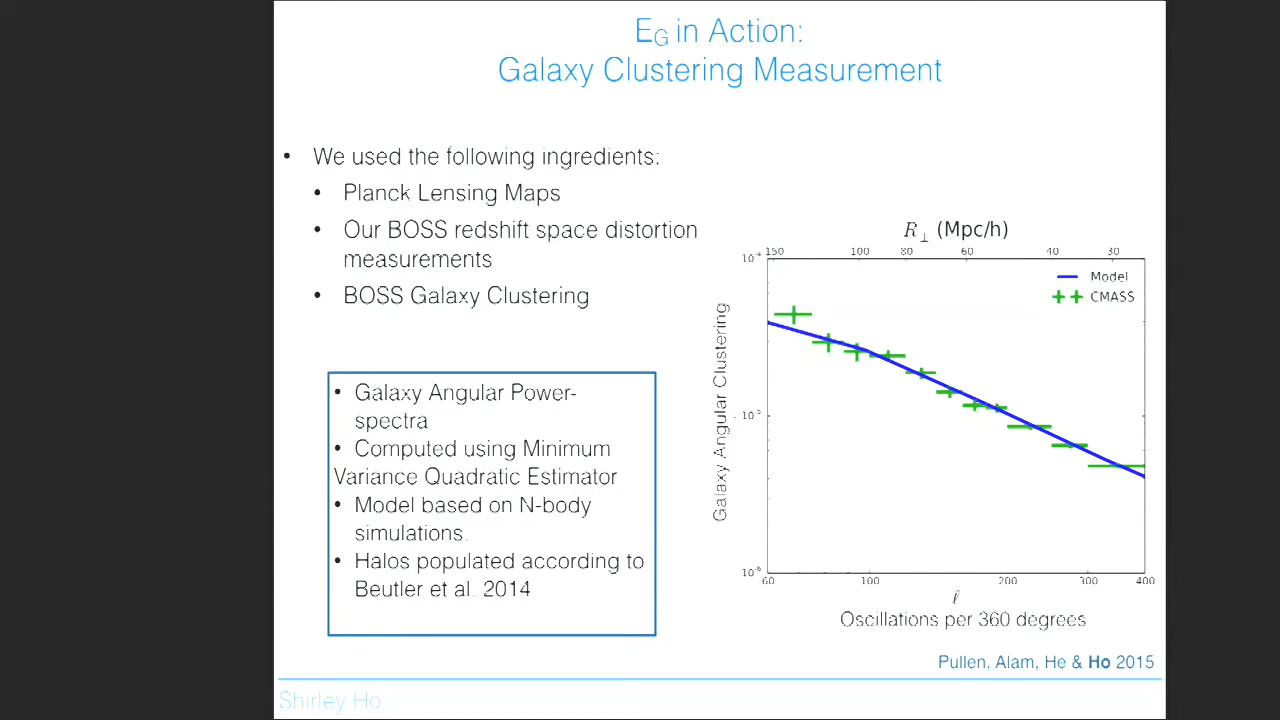 E_G in Action:
Galaxy Clustering Measurement
• We used the following ingredients:
• Planck Lensing Maps
• Our BOSS redshift space distortion
measurements
• BOSS Galaxy Clustering
• Galaxy Angular Power-
spectra
• Computed using Minimum
Variance Quadratic Estimator
• Model based on N-body
simulations.
• Halos populated according to
Beutler et al. 2014
R⊥ (Mpc/h)
150 100 80 60 40 30
10⁻⁴
Model
CMASS
Galaxy Angular Clustering
10⁻⁵
10⁻⁶
60 100 200 300 400
ℓ
Oscillations per 360 degrees
Pullen, Alam, He & Ho 2015
Shirley Ho